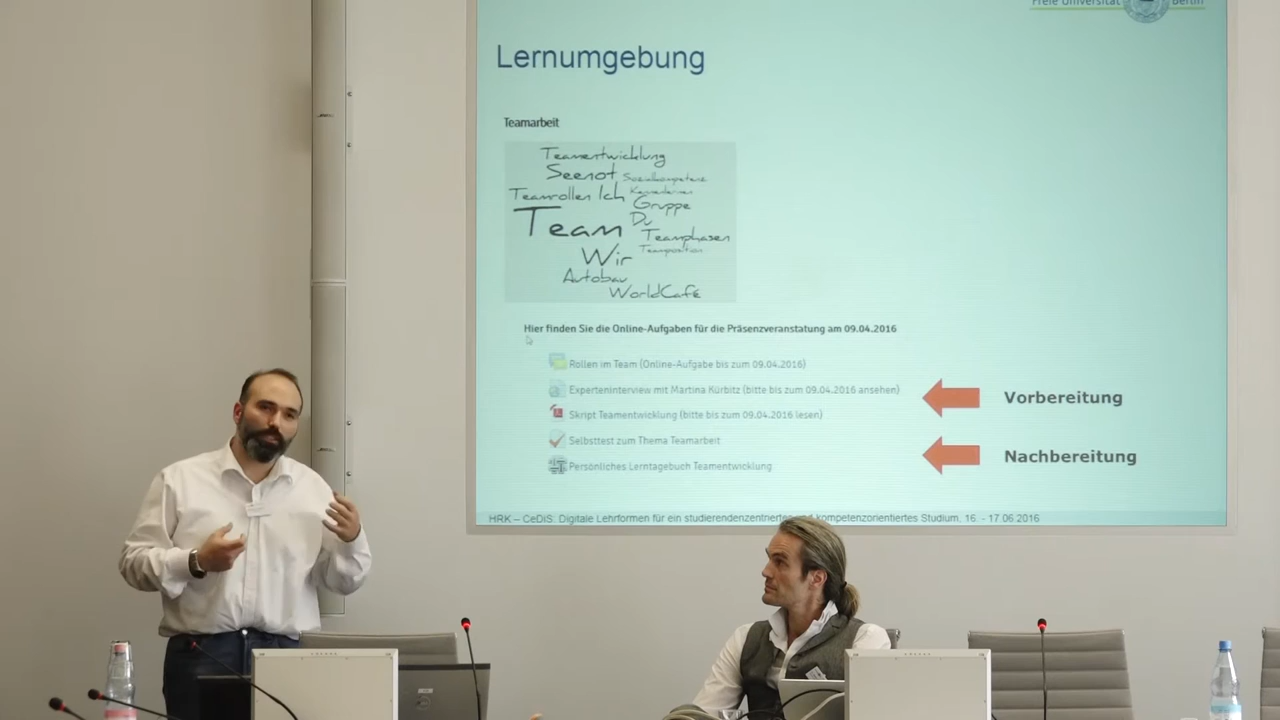 Freie Universität Berlin
Lernumgebung
Teamarbeit
Teamentwicklung
Seenot Sozialkompetenz
Teamrollen Ich Kennenlernen
Gruppe
Team Du
Teamphasen
Wir Teamposition
Autobau
WorldCafé
Hier finden Sie die Online-Aufgaben für die Präsenzveranstatung am 09.04.2016
Rollen im Team (Online-Aufgabe bis zum 09.04.2016)
Experteninterview mit Martina Kürbitz (bitte bis zum 09.04.2016 ansehen)
Vorbereitung
Skript Teamentwicklung (bitte bis zum 09.04.2016 lesen)
Selbsttest zum Thema Teamarbeit
Nachbereitung
Persönliches Lerntagebuch Teamentwicklung
HRK – CeDiS: Digitale Lehrformen für ein studierendenzentriertes und kompetenzorientiertes Studium, 16. - 17.06.2016